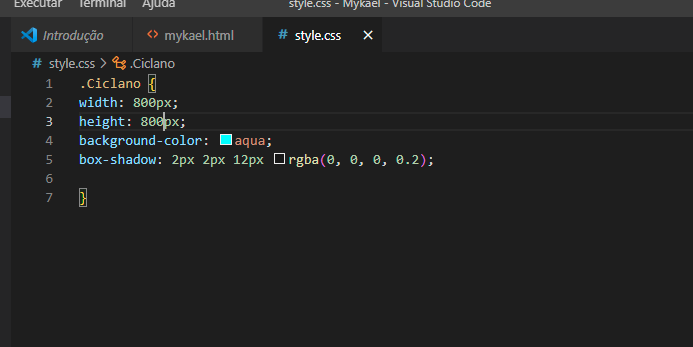 Executar Terminal Ajuda style.css - Mykael - Visual Studio Code
Introdução <> mykael.html # style.css ×
# style.css > .Ciclano
1 .Ciclano {
2 width: 800px;
3 height: 800px;
4 background-color: aqua;
5 box-shadow: 2px 2px 12px rgba(0, 0, 0, 0.2);
6
7 }